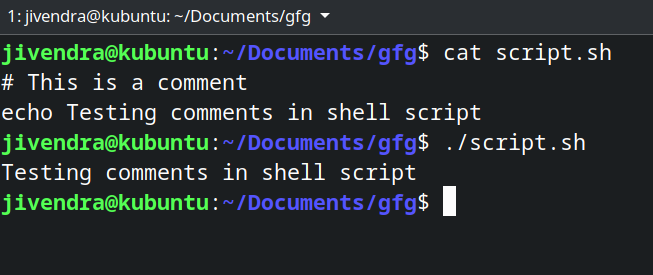 1: jivendra@kubuntu: ~/Documents/gfg
jivendra@kubuntu:~/Documents/gfg$ cat script.sh
# This is a comment
echo Testing comments in shell script
jivendra@kubuntu:~/Documents/gfg$ ./script.sh
Testing comments in shell script
jivendra@kubuntu:~/Documents/gfg$